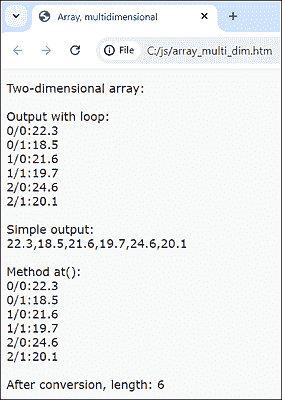 Array, multidimensional
File
C:/js/array_multi_dim.htm
Two-dimensional array:
Output with loop:
0/0:22.3
0/1:18.5
1/0:21.6
1/1:19.7
2/0:24.6
2/1:20.1
Simple output:
22.3,18.5,21.6,19.7,24.6,20.1
Method at():
0/0:22.3
0/1:18.5
1/0:21.6
1/1:19.7
2/0:24.6
2/1:20.1
After conversion, length: 6